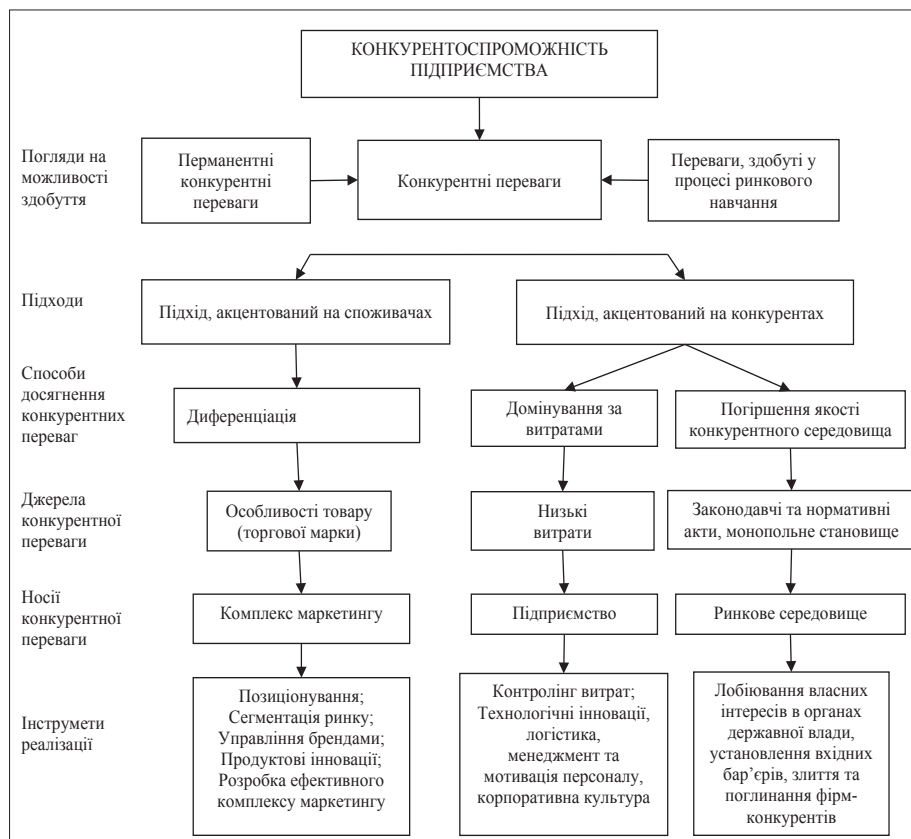 КОНКУРЕНТОСПРОМОЖНІСТЬ
ПІДПРИЄМСТВА
Погляди на
можливості
здобуття
Перманентні
конкурентні
переваги
Конкурентні переваги
Переваги, здобуті у
процесі ринкового
навчання
Підходи
Підхід, акцентований на споживачах
Підхід, акцентований на конкурентах
Способи
досягнення
конкурентних
переваг
Диференціація
Домінування за
витратами
Погіршення якості
конкурентного середовища
Джерела
конкурентної
переваги
Особливості товару
(торгової марки)
Низькі
витрати
Законодавчі та нормативні
акти, монопольне становище
Носії
конкурентної
переваги
Комплекс маркетингу
Підприємство
Ринкове середовище
Інструмети
реалізації
Позиціонування;
Сегментація ринку;
Управління брендами;
Продуктові інновації;
Розробка ефективного
комплексу маркетингу
Контролінг витрат;
Технологічні інновації,
логістика,
менеджмент та
мотивація персоналу,
корпоративна культура
Лобіювання власних
інтересів в органах
державної влади,
установлення вхідних
бар’єрів, злиття та
поглинання фірм-
конкурентів